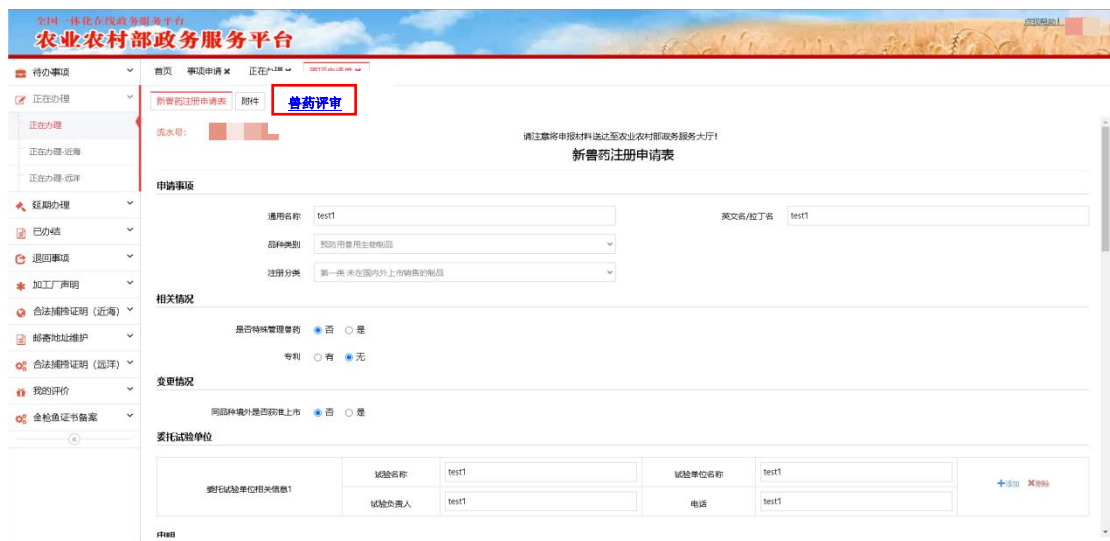 全国一体化在线政务服务平台
农业农村部政务服务平台
待办事项
正在办理
正在办理
正在办理-近海
正在办理-远洋
延期办理
已办结
退回事项
加工厂声明
合法捕捞证明（近海）
邮寄地址维护
合法捕捞证明（远洋）
我的评价
金枪鱼证书备案
首页 事项申请 ✖ 正在办理 ✖
新兽药注册申请表 附件 兽药评审
流水号：
请注意将申报材料送达至农业农村部政务服务大厅!
新兽药注册申请表
申请事项
通用名称 test1 英文名/拉丁名 test1
品种类别 预防用兽用生物制品
注册分类 第一类 未在国内外上市销售的制品
相关情况
是否特殊管理兽药 否 是
专利 有 无
变更情况
同品种境外是否获准上市 否 是
委托试验单位
委托试验单位相关信息1
试验名称 test1 试验单位名称 test1
试验负责人 test1 电话 test1
+添加 ✖删除